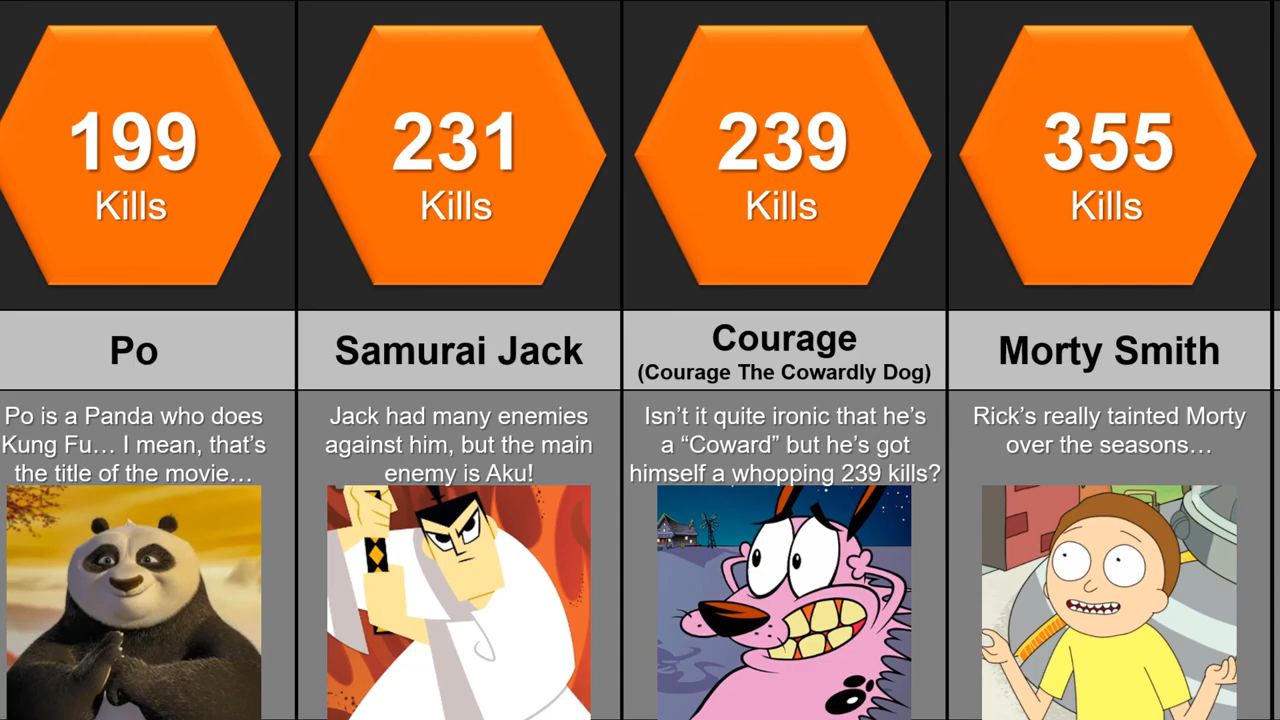 199
Kills
Po
Po is a Panda who does
Kung Fu… I mean, that’s
the title of the movie…
231
Kills
Samurai Jack
Jack had many enemies
against him, but the main
enemy is Aku!
239
Kills
Courage
(Courage The Cowardly Dog)
Isn’t it quite ironic that he’s
a “Coward” but he’s got
himself a whopping 239 kills?
355
Kills
Morty Smith
Rick’s really tainted Morty
over the seasons…